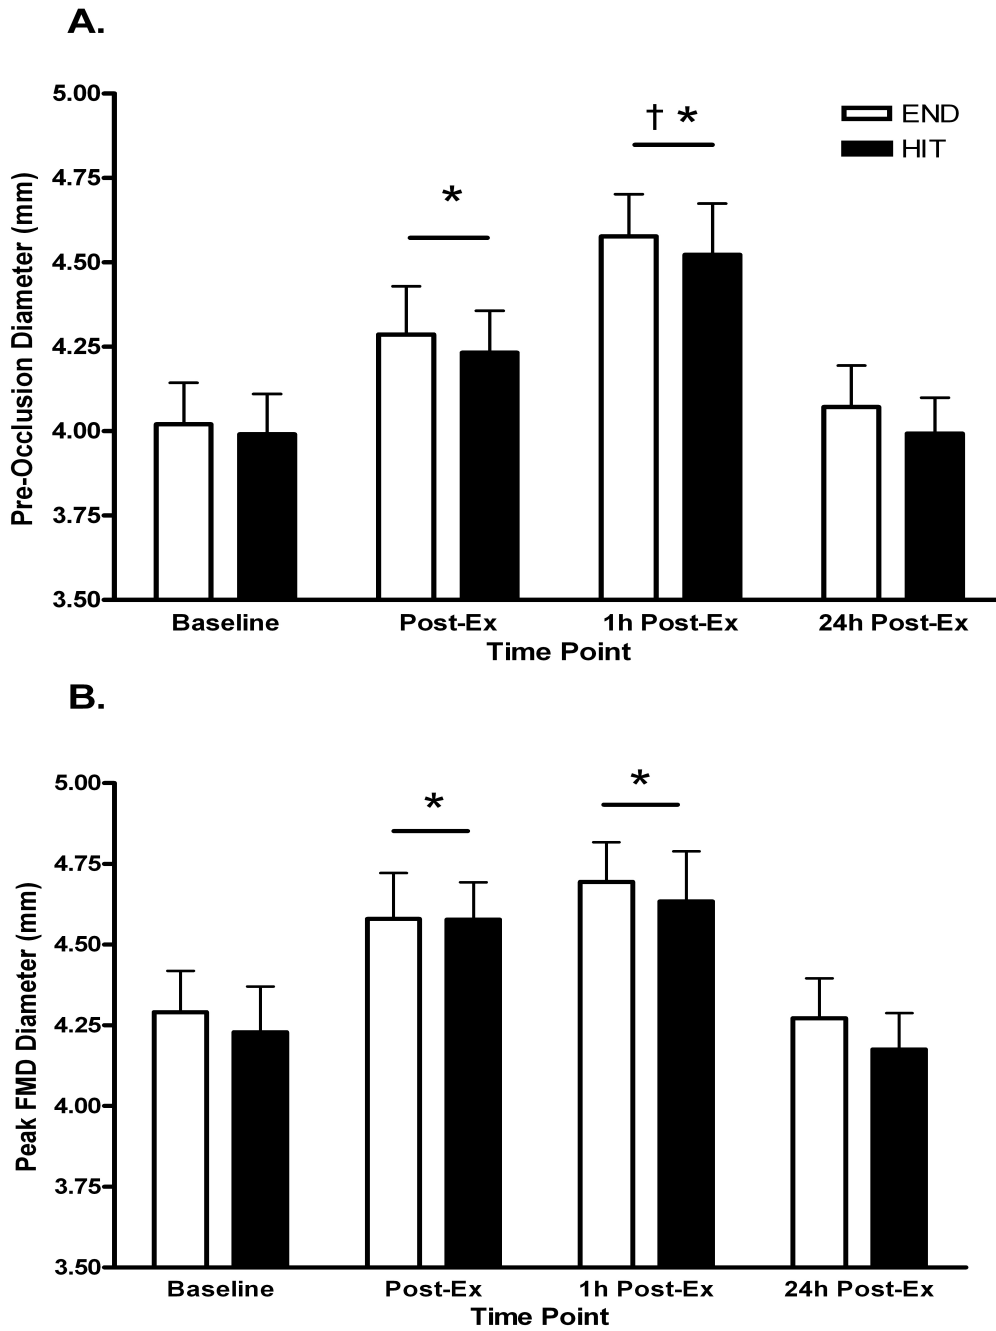 A.
Pre-Occlusion Diameter (mm)
5.00
4.75
4.50
4.25
4.00
3.75
3.50
*
† *
END
HIT
Baseline
Post-Ex
1h Post-Ex
24h Post-Ex
Time Point
B.
Peak FMD Diameter (mm)
5.00
4.75
4.50
4.25
4.00
3.75
3.50
*
*
Baseline
Post-Ex
1h Post-Ex
24h Post-Ex
Time Point